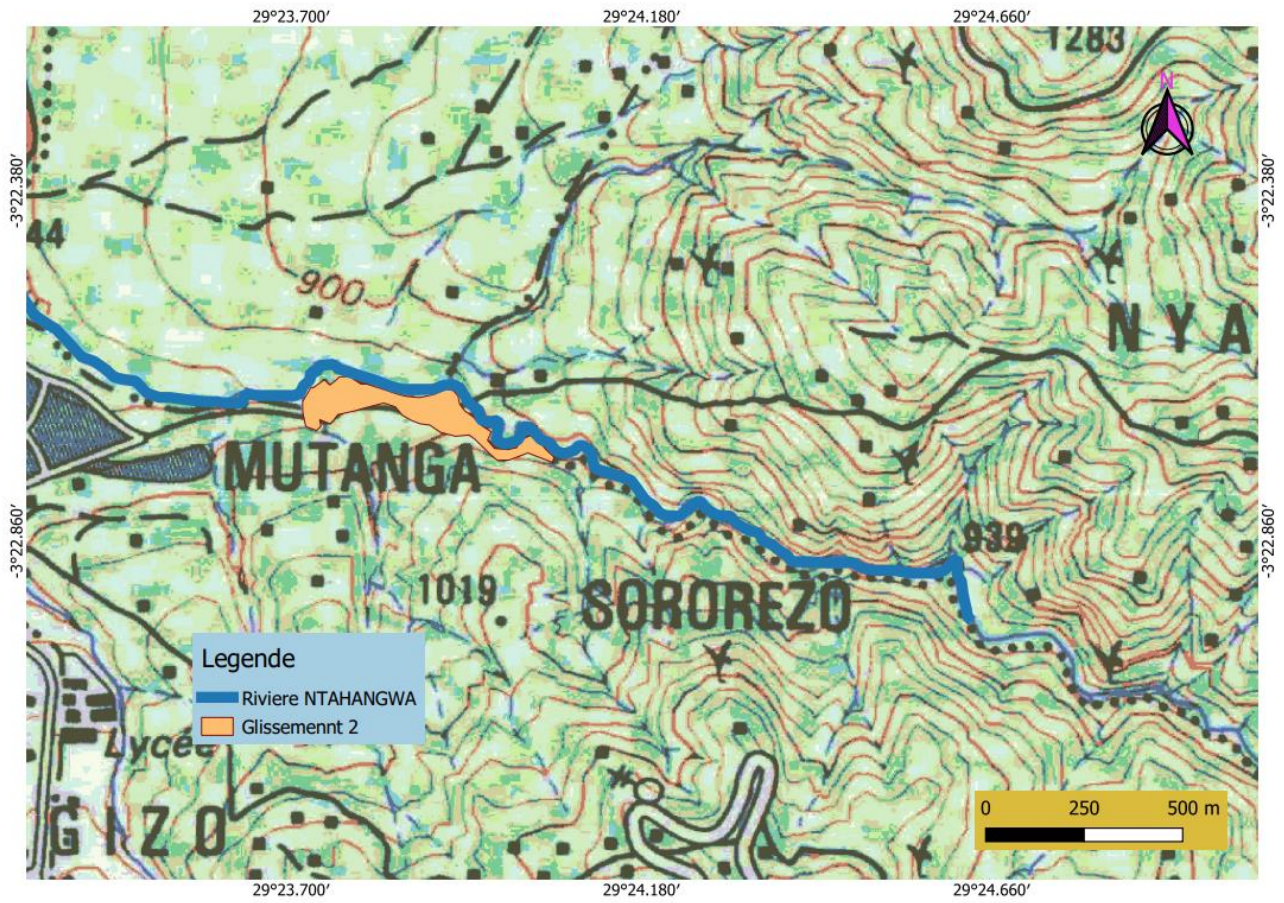 29°23.700′ 29°24.180′ 29°24.660′
1283
N
-3°22.380′ -3°22.380′
44
900
NYA
MUTANGA
-3°22.860′ -3°22.860′
939
1019
SOROREZO
Legende
Riviere NTAHANGWA
Glissemennt 2
Lycée
GIZO
0 250 500 m
29°23.700′ 29°24.180′ 29°24.660′